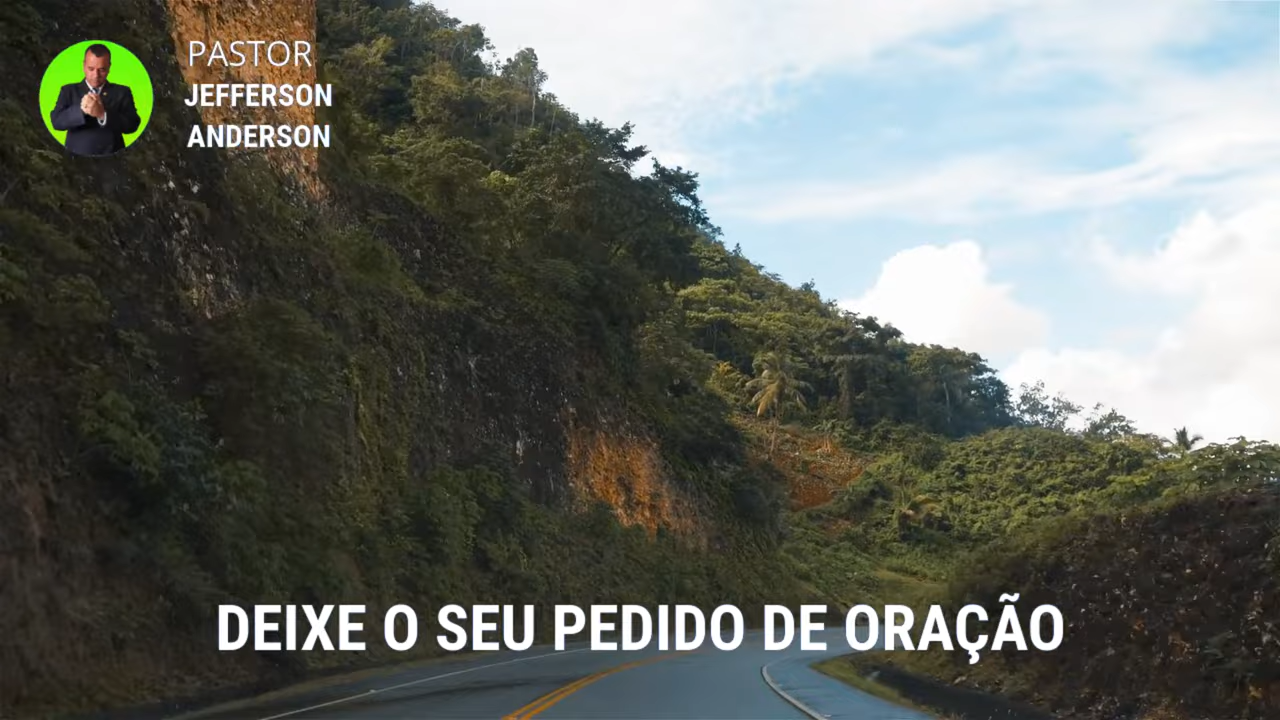 PASTOR
JEFFERSON
ANDERSON
DEIXE O SEU PEDIDO DE ORAÇÃO